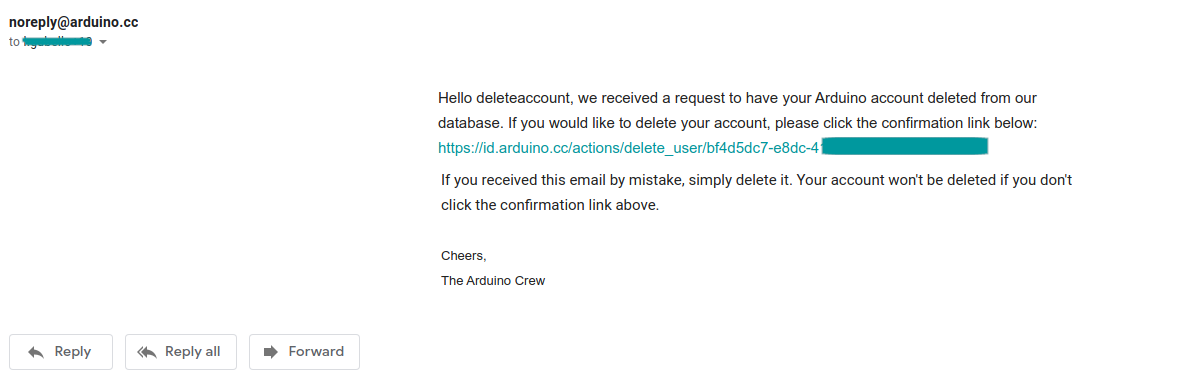 noreply@arduino.cc
to
Hello deleteaccount, we received a request to have your Arduino account deleted from our
database. If you would like to delete your account, please click the confirmation link below:
https://id.arduino.cc/actions/delete_user/bf4d5dc7-e8dc-4
If you received this email by mistake, simply delete it. Your account won't be deleted if you don't
click the confirmation link above.
Cheers,
The Arduino Crew
Reply Reply all Forward